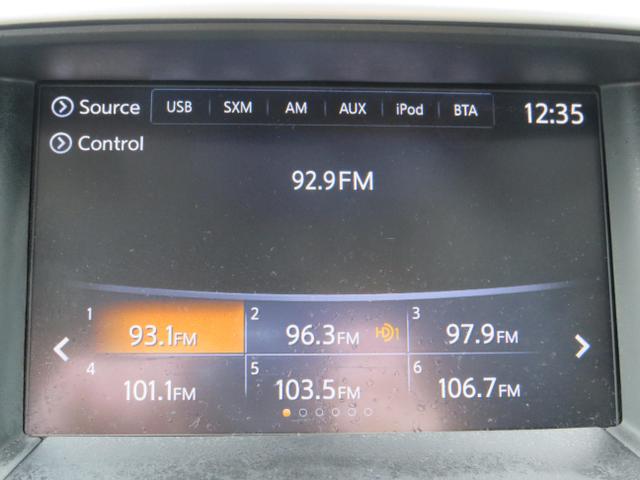 Source USB SXM AM AUX iPod BTA 12:35
Control
92.9FM
1 2 3
93.1FM 96.3FM HD1 97.9FM
4 5 6
101.1FM 103.5FM 106.7FM